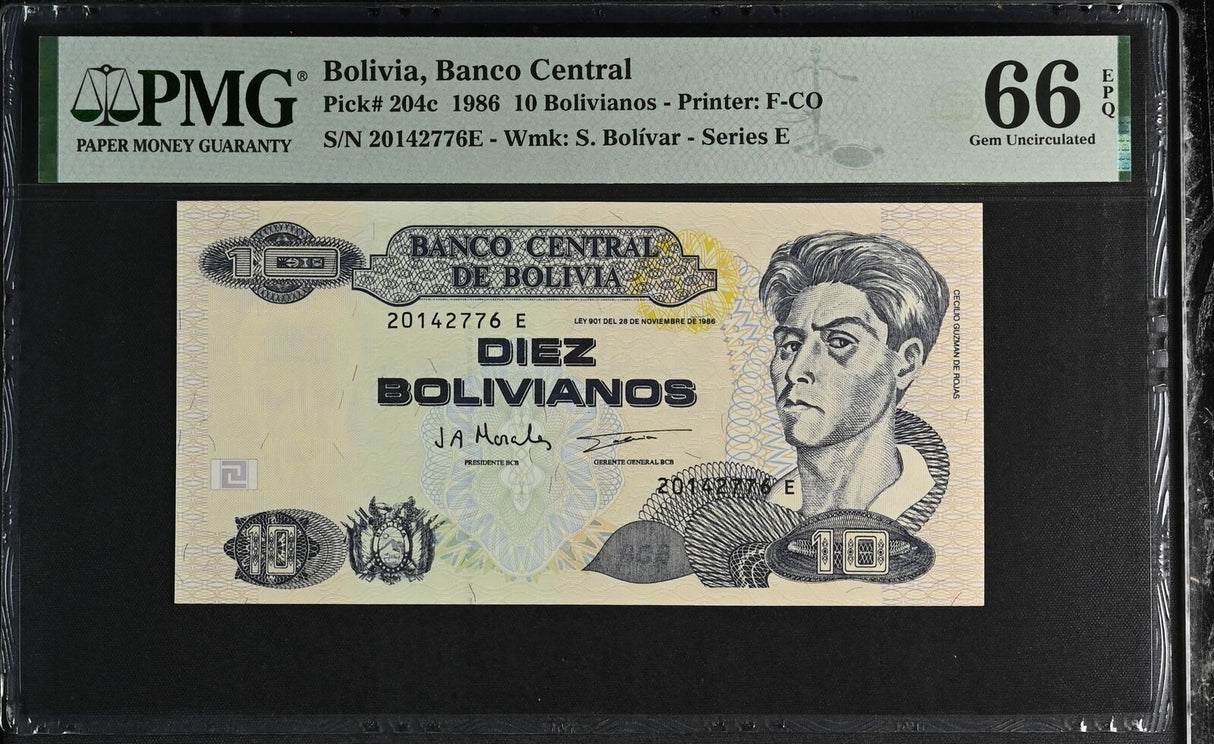 PMG®
PAPER MONEY GUARANTY
Bolivia, Banco Central
Pick# 204c 1986 10 Bolivianos - Printer: F-CO
S/N 20142776E - Wmk: S. Bolívar - Series E
66 EPQ
Gem Uncirculated
10
BANCO CENTRAL
DE BOLIVIA
20142776 E
LEY 901 DEL 28 DE NOVIEMBRE DE 1986
DIEZ
BOLIVIANOS
CECILIO GUZMAN DE ROJAS
JA Morales
PRESIDENTE BCB
GERENTE GENERAL BCB
20142776 E
10
BCB
10